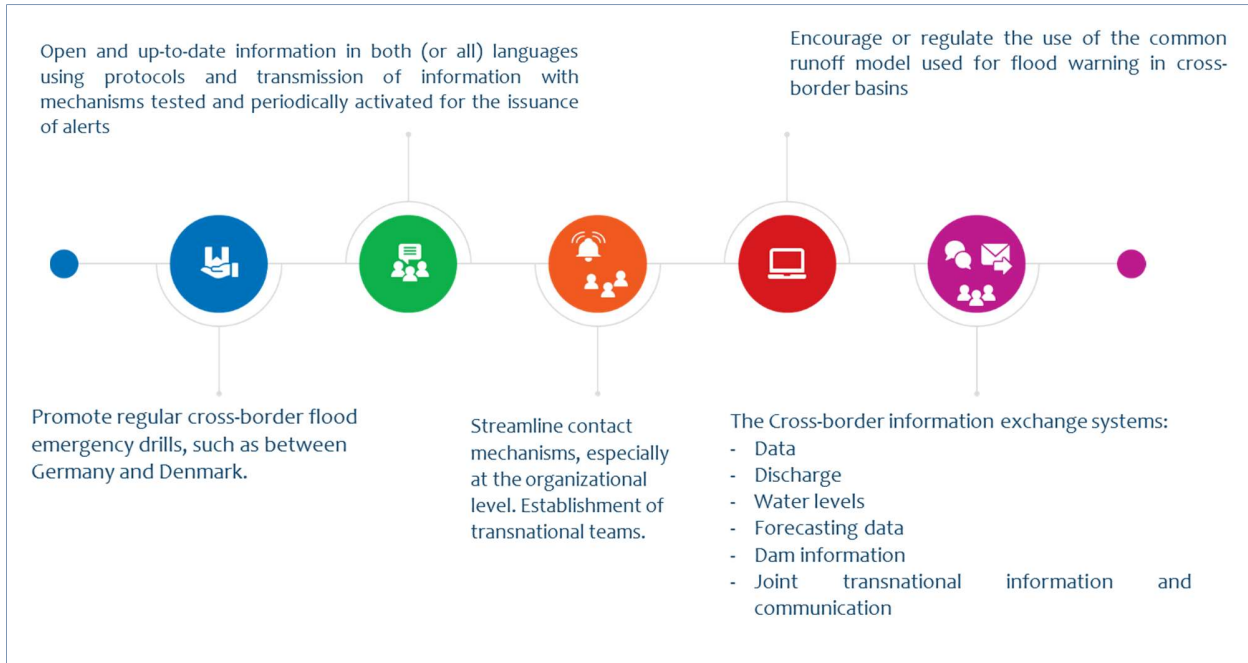 Open and up-to-date information in both (or all) languages
using protocols and transmission of information with
mechanisms tested and periodically activated for the issuance
of alerts
Encourage or regulate the use of the common
runoff model used for flood warning in cross-
border basins
Promote regular cross-border flood
emergency drills, such as between
Germany and Denmark.
Streamline contact
mechanisms, especially
at the organizational
level. Establishment of
transnational teams.
The Cross-border information exchange systems:
- Data
- Discharge
- Water levels
- Forecasting data
- Dam information
- Joint transnational information and
communication